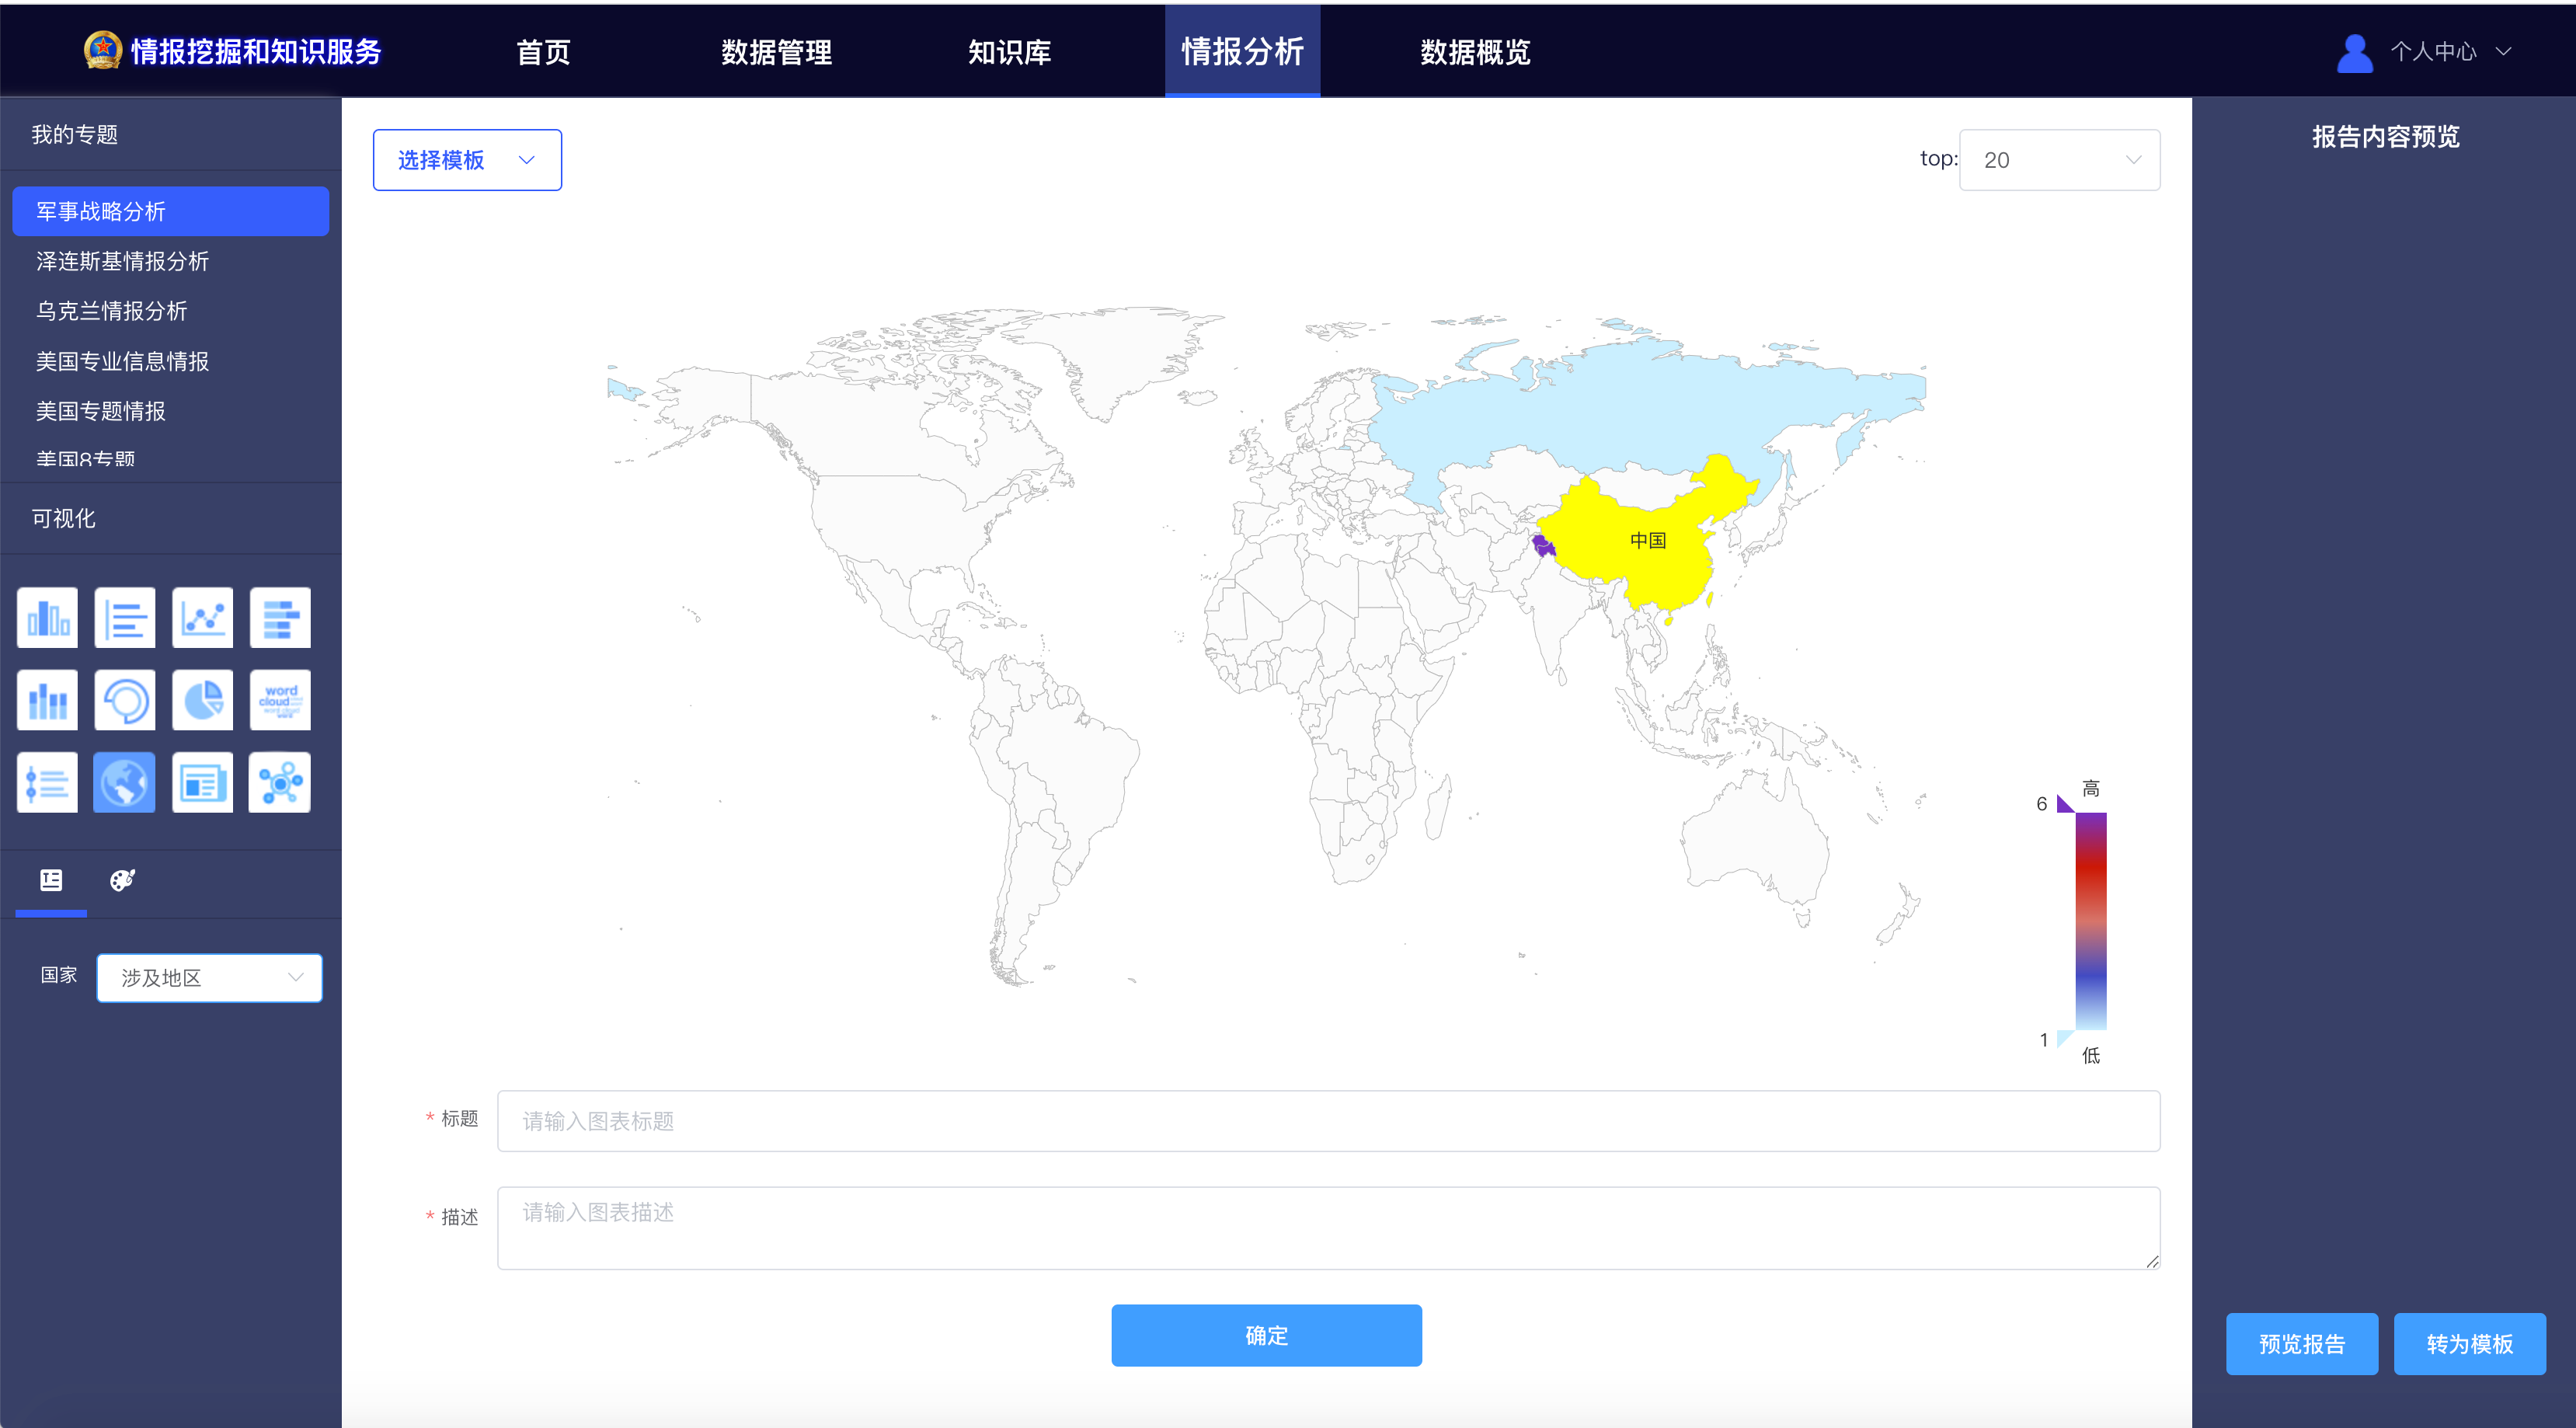 情报挖掘和知识服务
首页
数据管理
知识库
情报分析
数据概览
个人中心
我的专题
军事战略分析
泽连斯基情报分析
乌克兰情报分析
美国专业信息情报
美国专题情报
美国8专题
可视化
word
cloud
国家
涉及地区
选择模板
top:
20
中国
高
6
1
低
* 标题
请输入图表标题
* 描述
请输入图表描述
确定
报告内容预览
预览报告
转为模板